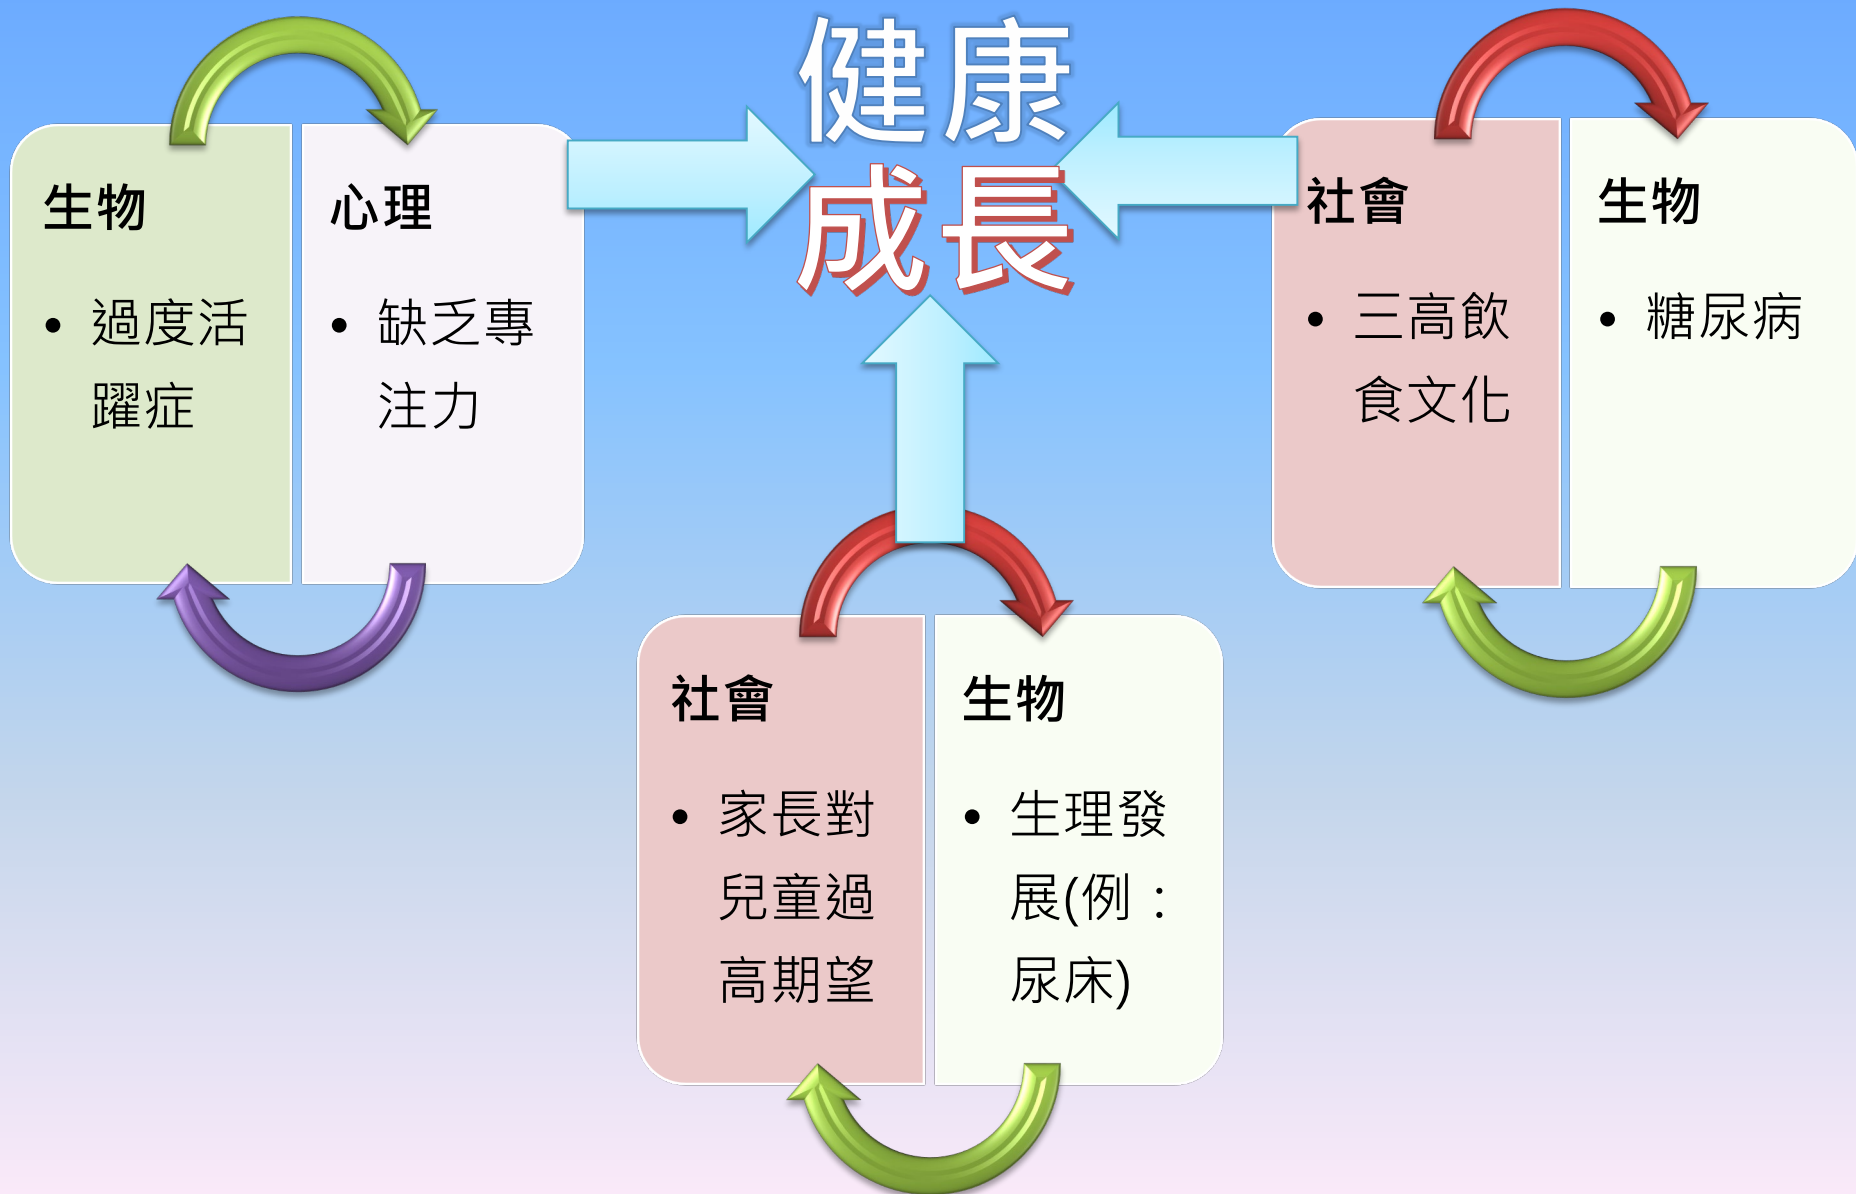 健康
成長
生物
• 過度活
躍症
心理
• 缺乏專
注力
社會
• 三高飲
食文化
生物
• 糖尿病
社會
• 家長對
兒童過
高期望
生物
• 生理發
展(例：
尿床)